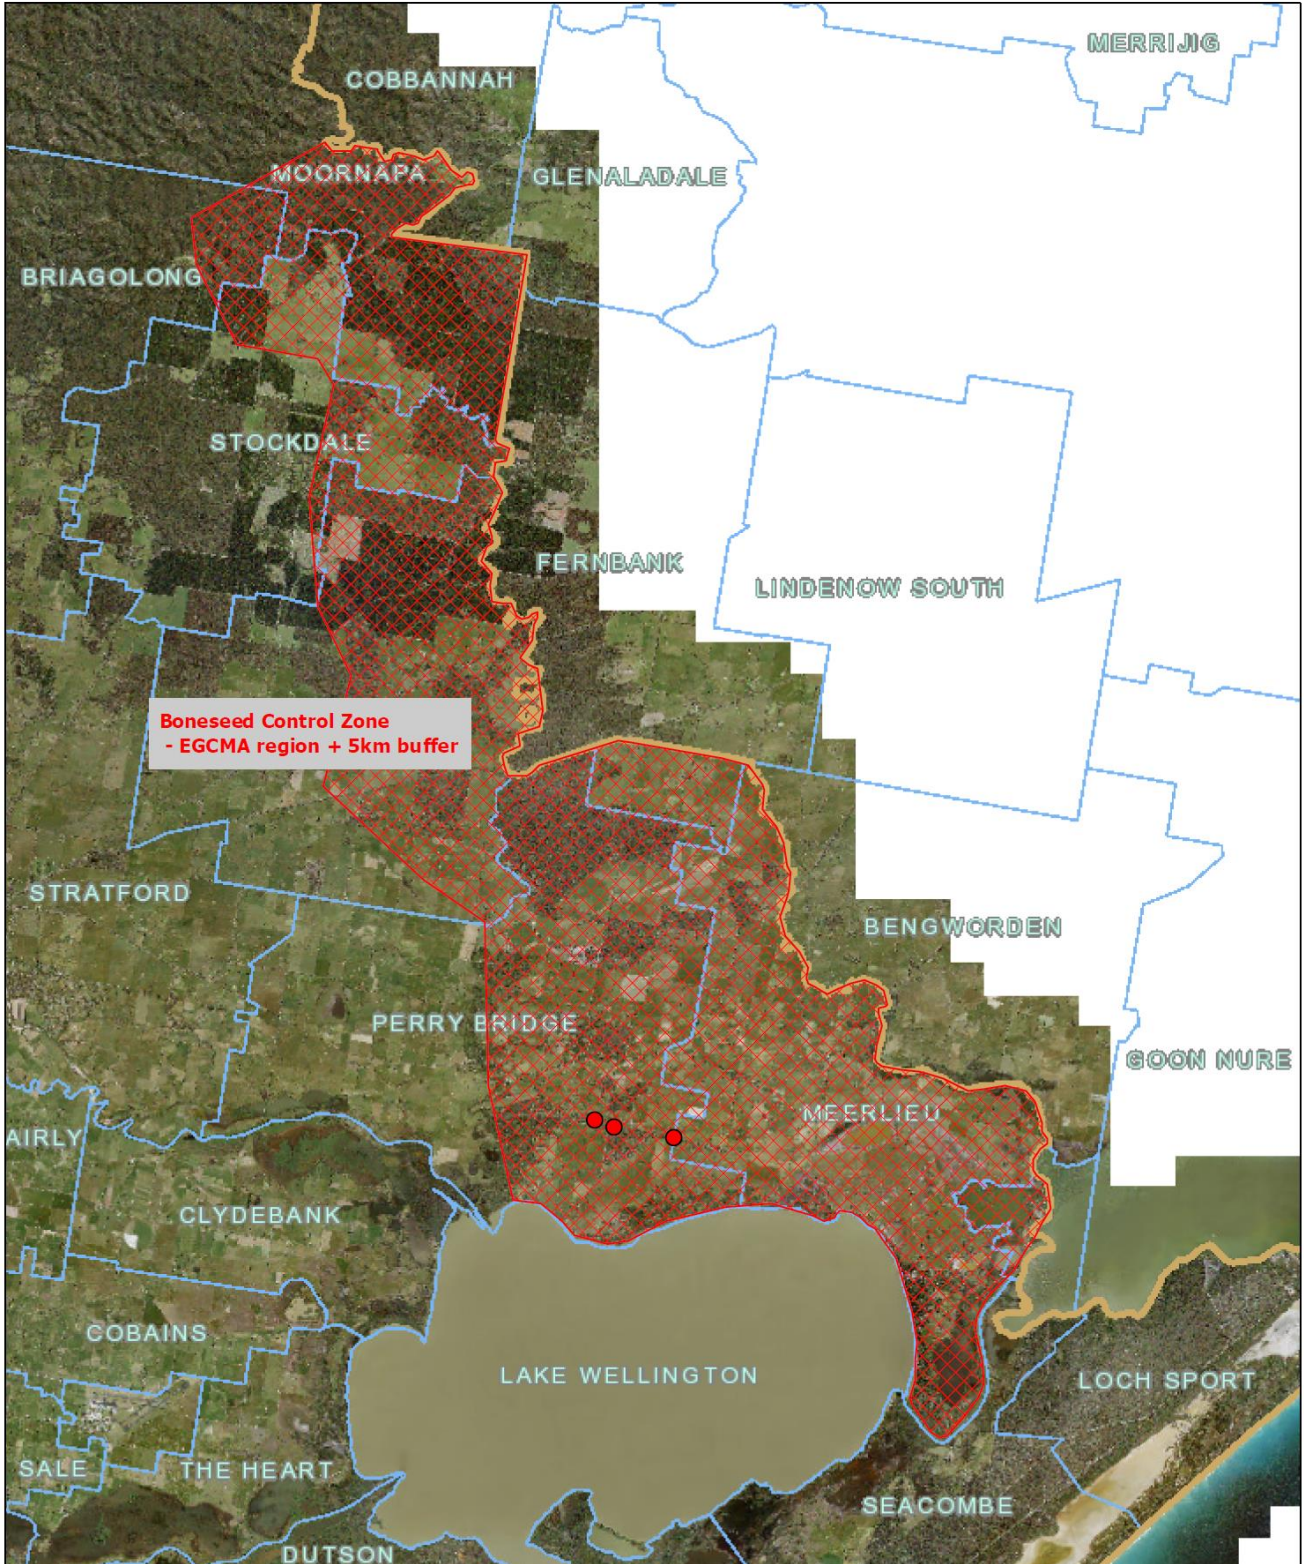 MERRIJIG
COBBANNAH
MOORNAPA
GLENALADALE
BRIAGOLONG
STOCKDALE
FERNBANK
LINDENOW SOUTH
Boneseed Control Zone
- EGCMA region + 5km buffer
STRATFORD
BENGWORDEN
PERRY BRIDGE
GOON NURE
MEERLIEU
AIRLY
CLYDEBANK
COBAINS
LAKE WELLINGTON
LOCH SPORT
SALE
THE HEART
SEACOMBE
DUTSON